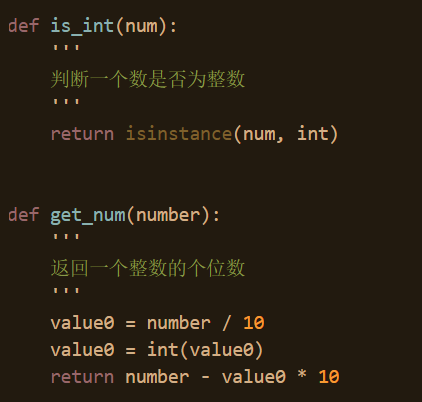 def is_int(num):
    '''
    判断一个数是否为整数
    '''
    return isinstance(num, int)
def get_num(number):
    '''
    返回一个整数的个位数
    '''
    value0 = number / 10
    value0 = int(value0)
    return number - value0 * 10